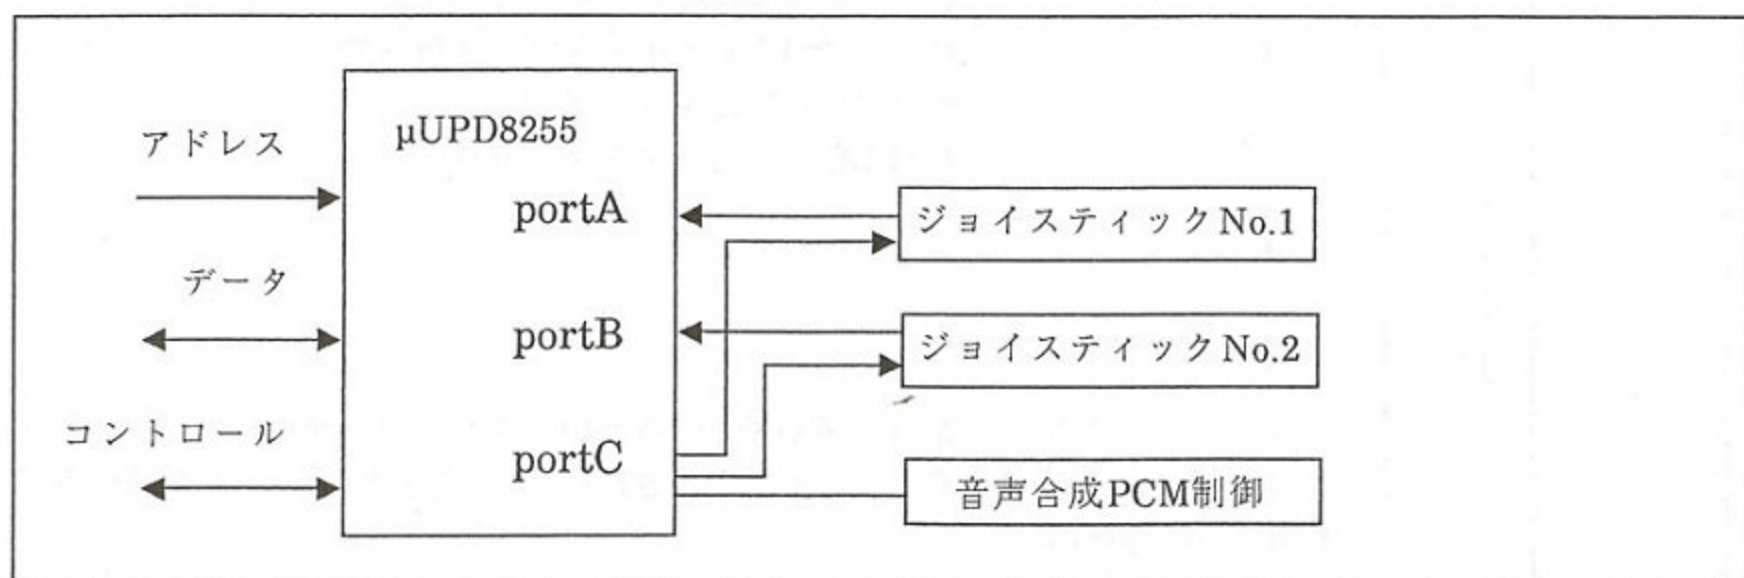 アドレス
μUPD8255
portA
ジョイスティックNo.1
データ
portB
ジョイスティックNo.2
コントロール
portC
音声合成PCM制御